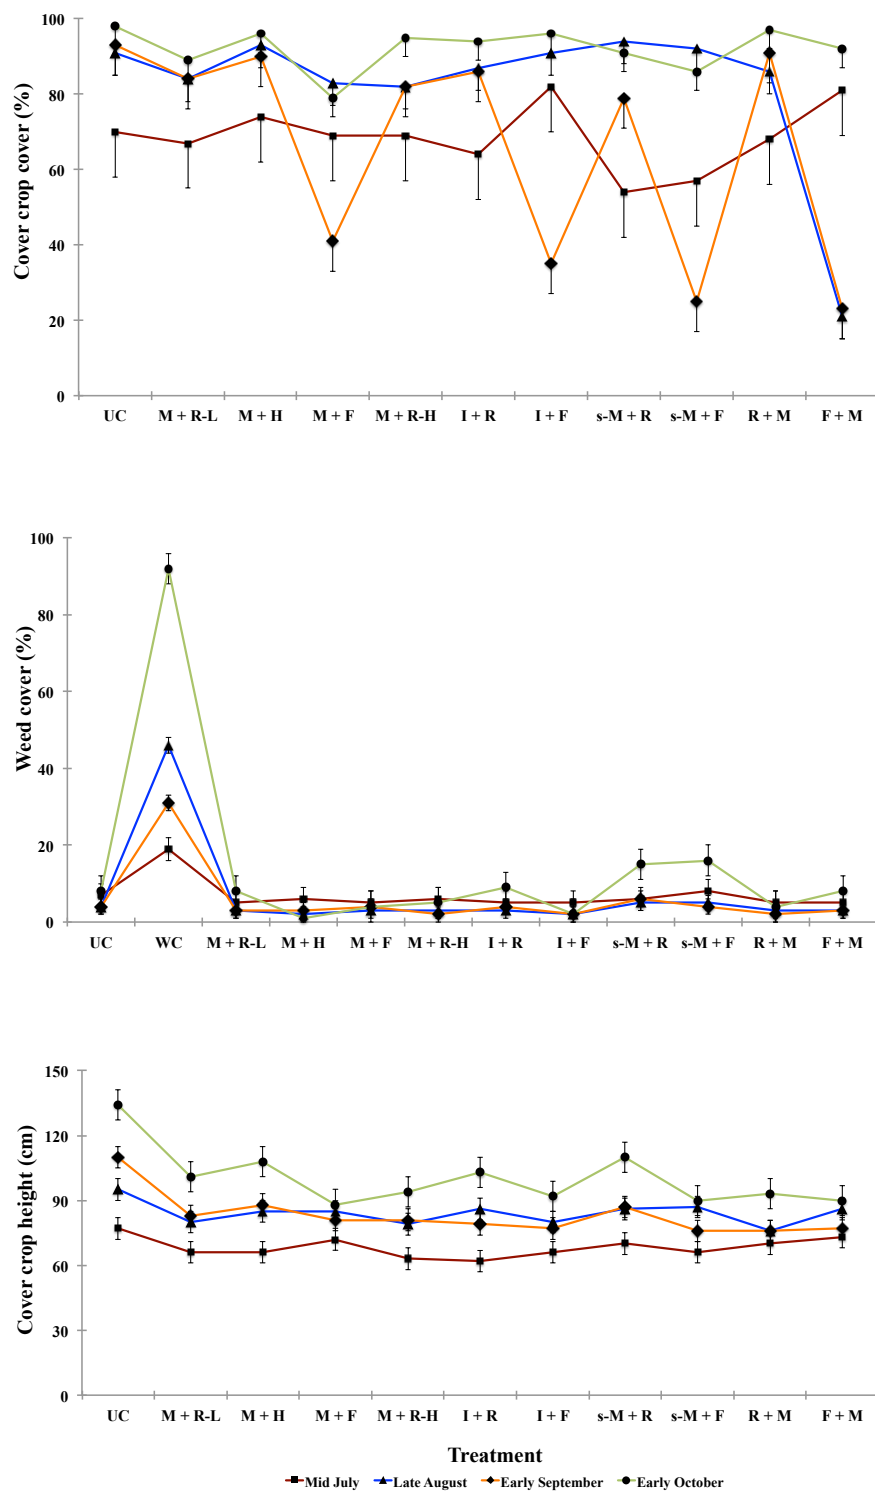 Cover crop cover (%)
100
80
60
40
20
0
UC M + R-L M + H M + F M + R-H I + R I + F s-M + R s-M + F R + M F + M
Weed cover (%)
100
80
60
40
20
0
UC WC M + R-L M + H M + F M + R-H I + R I + F s-M + R s-M + F R + M F + M
Cover crop height (cm)
150
120
90
60
30
0
UC M + R-L M + H M + F M + R-H I + R I + F s-M + R s-M + F R + M F + M
Treatment
Mid July Late August Early September Early October